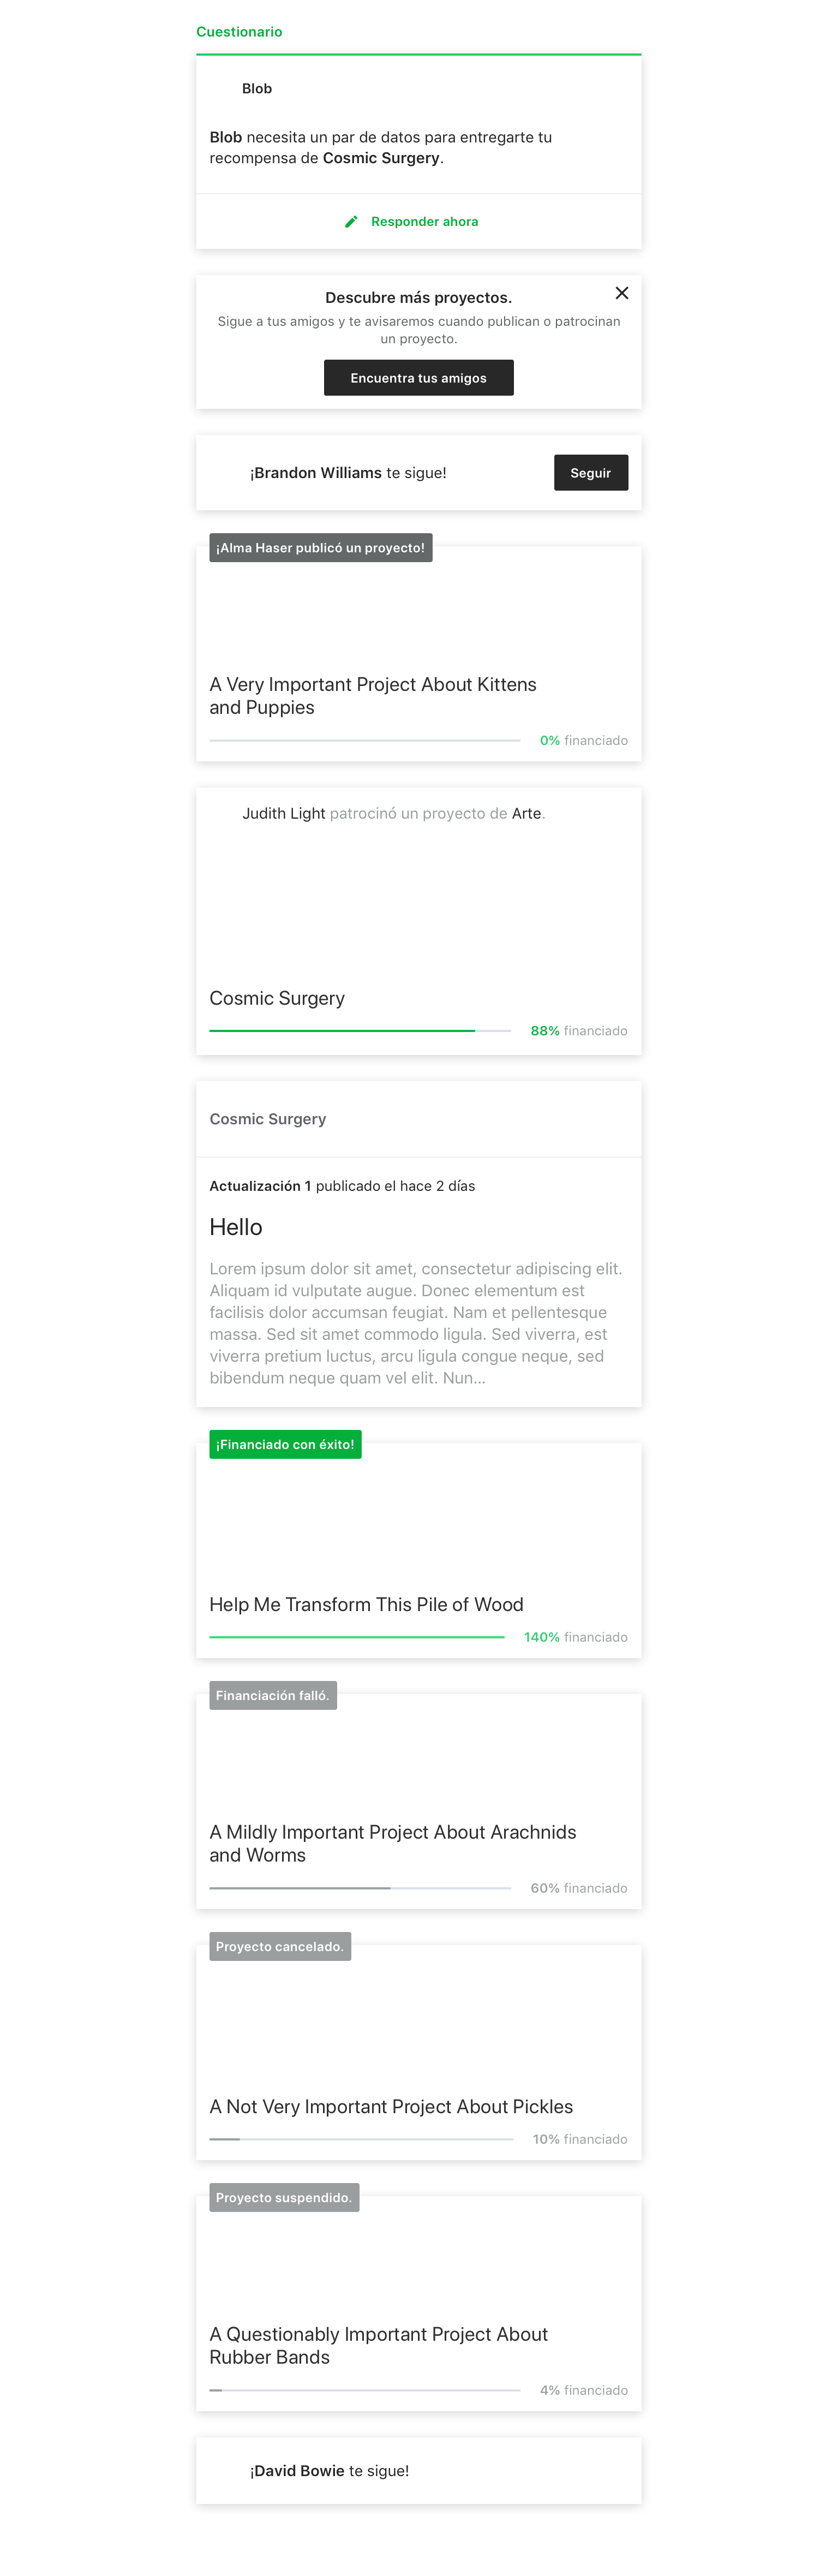 Cuestionario
Blob
Blob necesita un par de datos para entregarte tu
recompensa de Cosmic Surgery.
Responder ahora
Descubre más proyectos.
Sigue a tus amigos y te avisaremos cuando publican o patrocinan
un proyecto.
Encuentra tus amigos
¡Brandon Williams te sigue!
Seguir
¡Alma Haser publicó un proyecto!
A Very Important Project About Kittens
and Puppies
0% financiado
Judith Light patrocinó un proyecto de Arte.
Cosmic Surgery
88% financiado
Cosmic Surgery
Actualización 1 publicado el hace 2 días
Hello
Lorem ipsum dolor sit amet, consectetur adipiscing elit.
Aliquam id vulputate augue. Donec elementum est
facilisis dolor accumsan feugiat. Nam et pellentesque
massa. Sed sit amet commodo ligula. Sed viverra, est
viverra pretium luctus, arcu ligula congue neque, sed
bibendum neque quam vel elit. Nun...
¡Financiado con éxito!
Help Me Transform This Pile of Wood
140% financiado
Financiación falló.
A Mildly Important Project About Arachnids
and Worms
60% financiado
Proyecto cancelado.
A Not Very Important Project About Pickles
10% financiado
Proyecto suspendido.
A Questionably Important Project About
Rubber Bands
4% financiado
¡David Bowie te sigue!